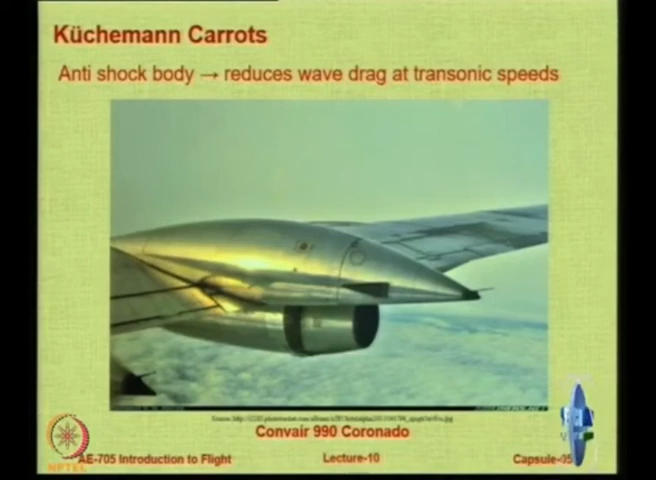 Küchemann Carrots
Anti shock body → reduces wave drag at transonic speeds
Convair 990 Coronado
NPTEL
AE-705 Introduction to Flight
Lecture-10
Capsule-05